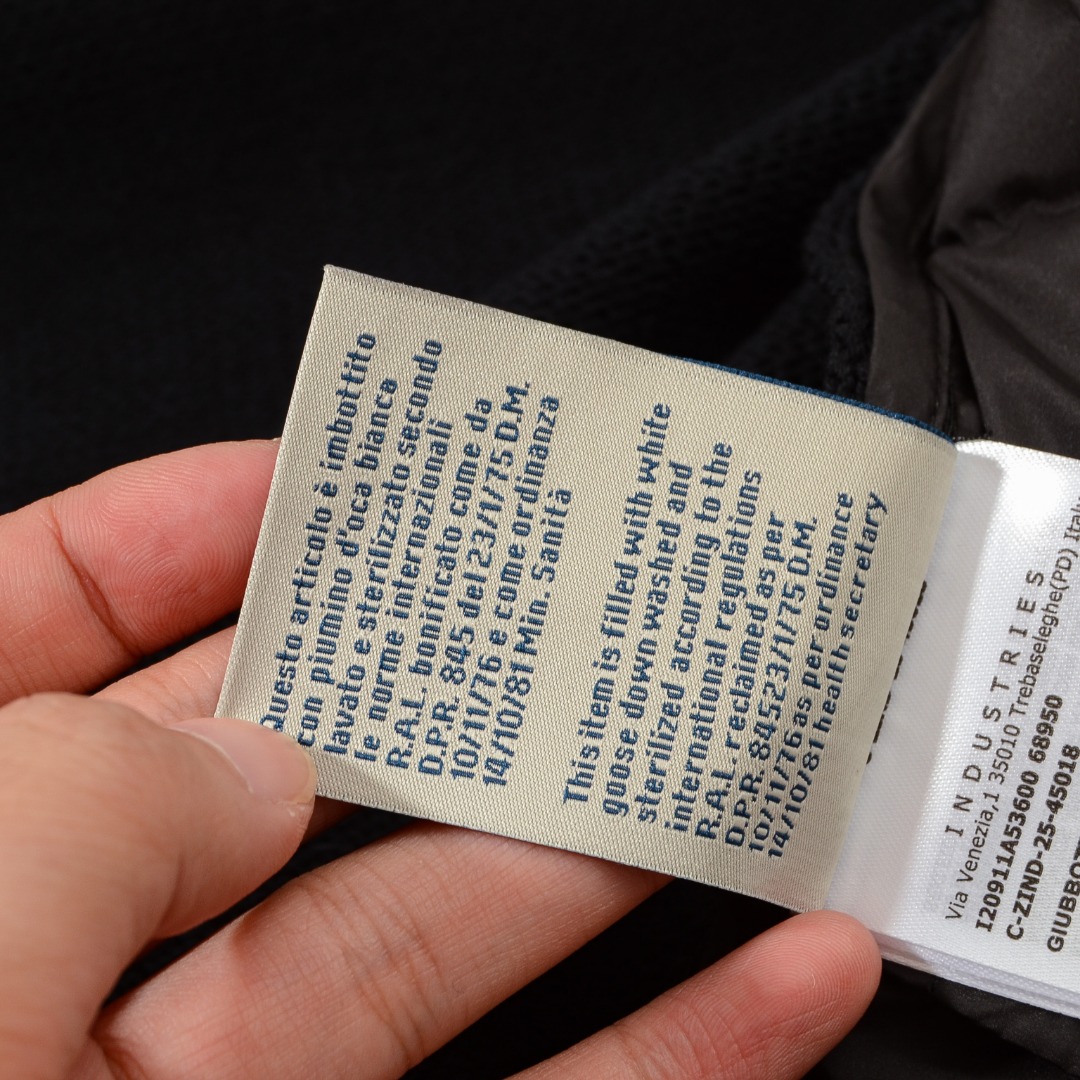 Questo articolo è imbottito
con piumino d'oca bianca
lavato e sterilizzato secondo
le norme internazionali
R.A.L. bonificato come da
D.P.R. 845 del 23/1/75 D.M.
10/11/76 e come ordinanza
14/10/81 Min. Sanità
This item is filled with white
goose down washed and
sterilized according to the
international regulations
R.A.L. reclaimed as per
D.P.R. 845 23/1/75 D.M.
10/11/76 as per ordinance
14/10/81 health secretary
INDUSTRIES
Via Venezia,1 35010 Trebaseleghe(PD) Italy
I20911A53600 68950
C-ZIND-25-45018